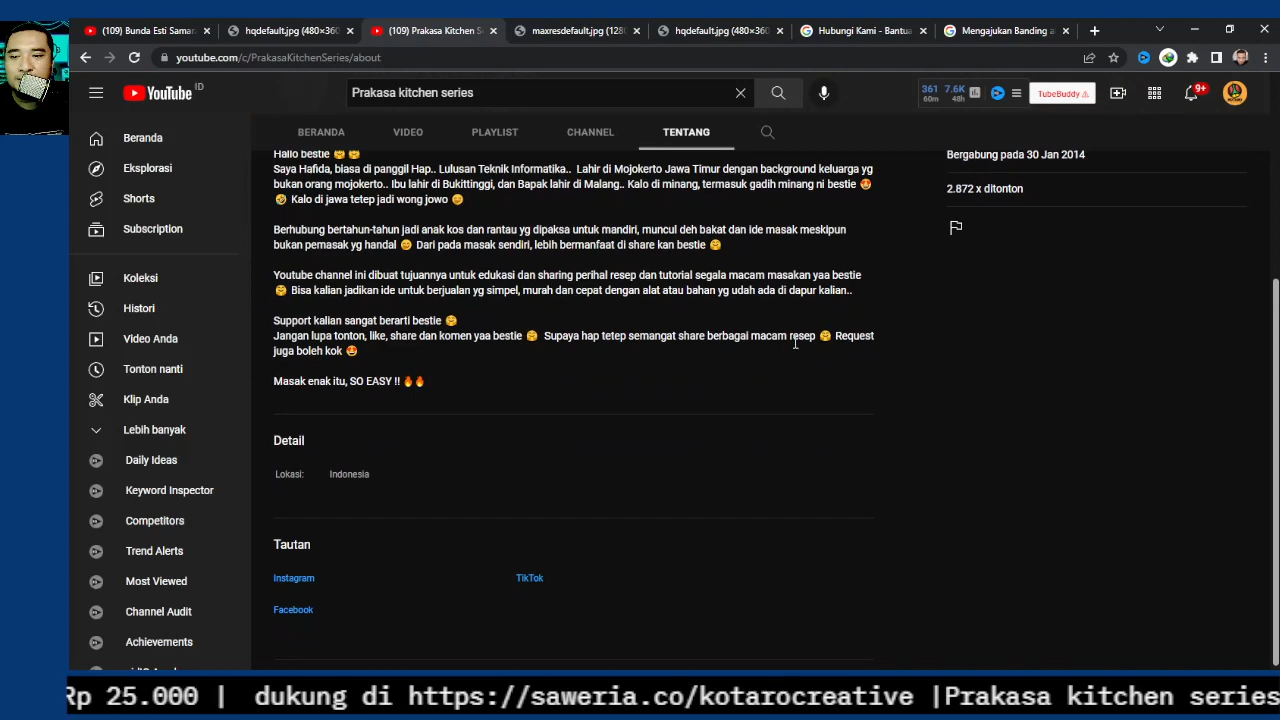 (109) Bunda Esti Samar
hqdefault.jpg (480×360
(109) Prakasa Kitchen S
maxresdefault.jpg (128
hqdefault.jpg (480×360
Hubungi Kami - Bantua
Mengajukan Banding a
youtube.com/c/PrakasaKitchenSeries/about
YouTube ID
Prakasa kitchen series
361 60m
7.6K 48h
TubeBuddy
9+
BERANDA
VIDEO
PLAYLIST
CHANNEL
TENTANG
Beranda
Eksplorasi
Shorts
Subscription
Koleksi
Histori
Video Anda
Tonton nanti
Klip Anda
Lebih banyak
Daily Ideas
Keyword Inspector
Competitors
Trend Alerts
Most Viewed
Channel Audit
Achievements
Hallo bestie 🤗 🤗
Saya Hafida, biasa di panggil Hap.. Lulusan Teknik Informatika.. Lahir di Mojokerto Jawa Timur dengan background keluarga yg
bukan orang mojokerto.. Ibu lahir di Bukittinggi, dan Bapak lahir di Malang.. Kalo di minang, termasuk gadih minang ni bestie 😍
🤣 Kalo di jawa tetep jadi wong jowo 😊
Berhubung bertahun-tahun jadi anak kos dan rantau yg dipaksa untuk mandiri, muncul deh bakat dan ide masak meskipun
bukan pemasak yg handal 😊 Dari pada masak sendiri, lebih bermanfaat di share kan bestie 🤗
Youtube channel ini dibuat tujuannya untuk edukasi dan sharing perihal resep dan tutorial segala macam masakan yaa bestie
🤗 Bisa kalian jadikan ide untuk berjualan yg simpel, murah dan cepat dengan alat atau bahan yg udah ada di dapur kalian..
Support kalian sangat berarti bestie 🤗
Jangan lupa tonton, like, share dan komen yaa bestie 🤗 Supaya hap tetep semangat share berbagai macam resep 🤗 Request
juga boleh kok 😍
Masak enak itu, SO EASY !! 🔥🔥
Detail
Lokasi: Indonesia
Tautan
Instagram
TikTok
Facebook
Bergabung pada 30 Jan 2014
2.872 x ditonton
Rp 25.000 | dukung di https://saweria.co/kotarocreative |Prakasa kitchen series